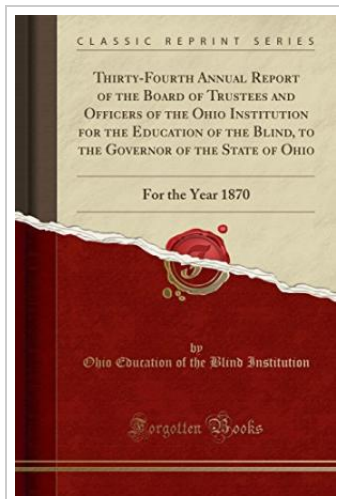 CLASSIC REPRINT SERIES
THIRTY-FOURTH ANNUAL REPORT
OF THE BOARD OF TRUSTEES AND
OFFICERS OF THE OHIO INSTITUTION
FOR THE EDUCATION OF THE BLIND, TO
THE GOVERNOR OF THE STATE OF OHIO
For the Year 1870
F
by
Ohio Education of the Blind Institution
Forgotten Books